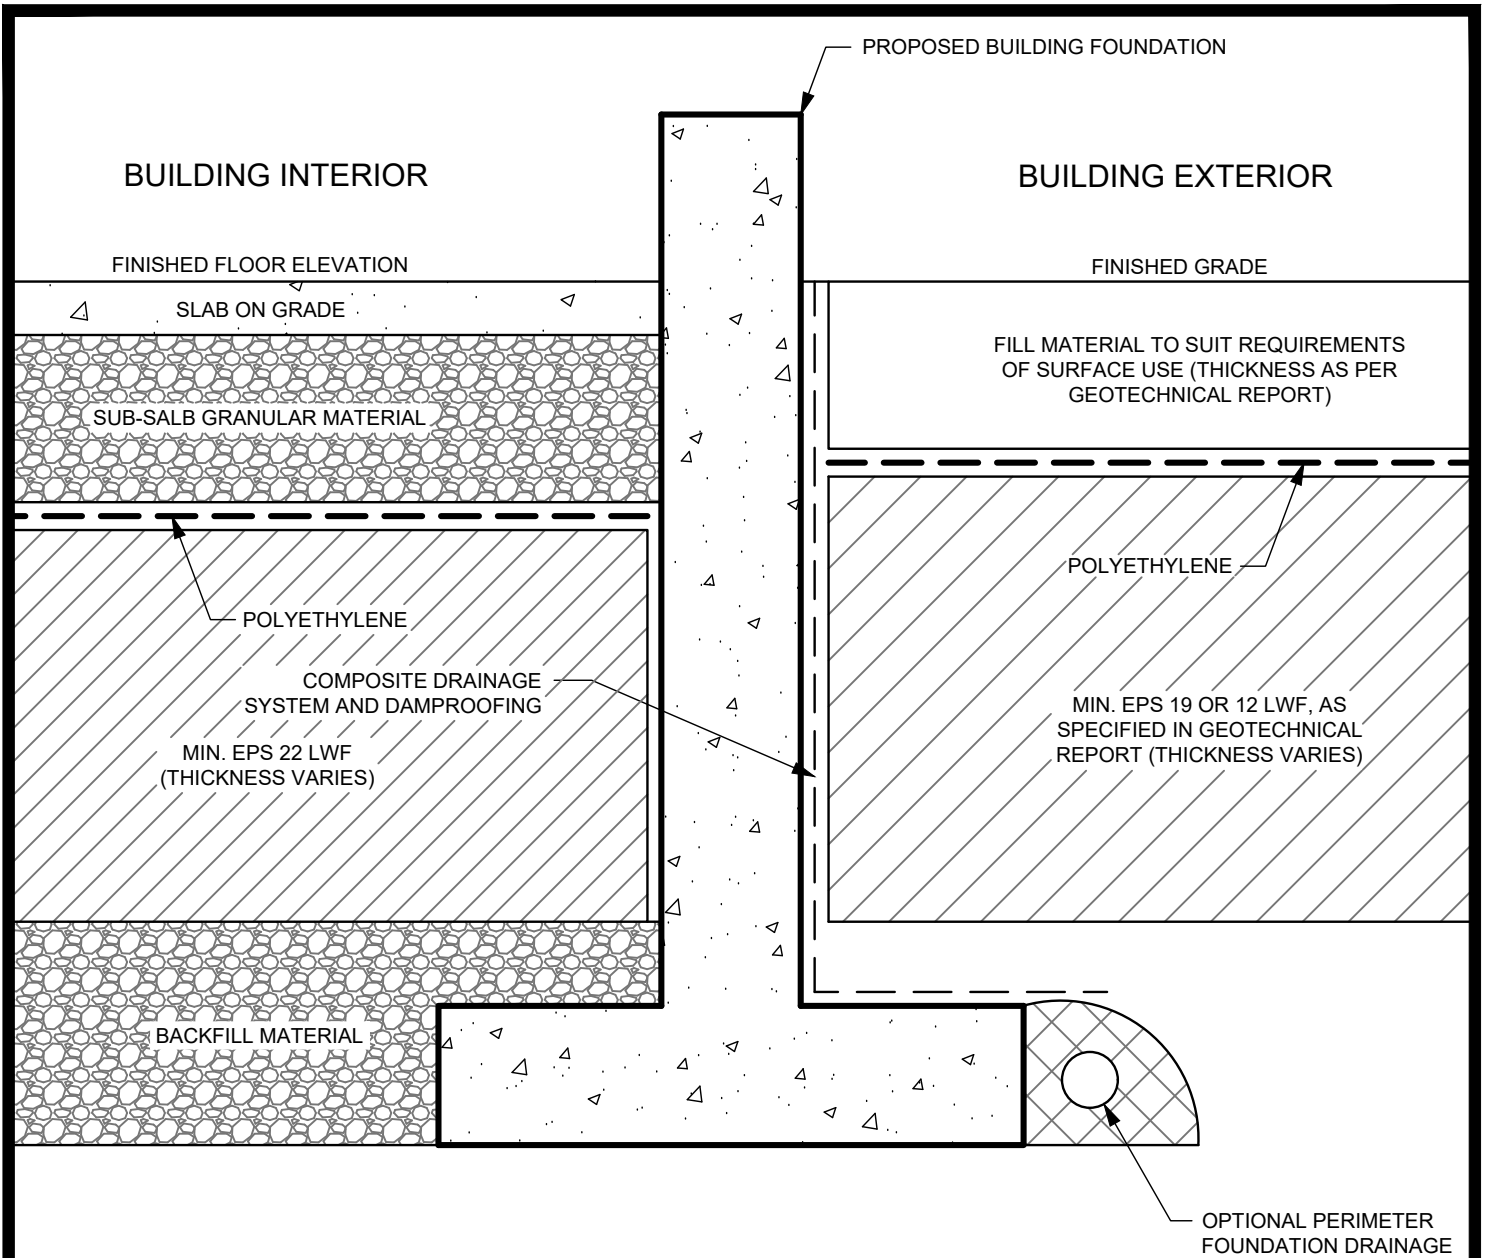 PROPOSED BUILDING FOUNDATION
BUILDING INTERIOR
BUILDING EXTERIOR
FINISHED FLOOR ELEVATION
FINISHED GRADE
SLAB ON GRADE
FILL MATERIAL TO SUIT REQUIREMENTS
OF SURFACE USE (THICKNESS AS PER
GEOTECHNICAL REPORT)
SUB-SALB GRANULAR MATERIAL
POLYETHYLENE
POLYETHYLENE
COMPOSITE DRAINAGE
SYSTEM AND DAMPROOFING
MIN. EPS 22 LWF
(THICKNESS VARIES)
MIN. EPS 19 OR 12 LWF, AS
SPECIFIED IN GEOTECHNICAL
REPORT (THICKNESS VARIES)
BACKFILL MATERIAL
OPTIONAL PERIMETER
FOUNDATION DRAINAGE